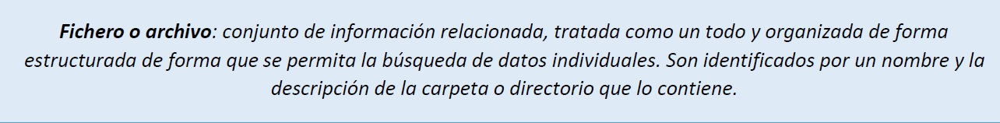 Fichero o archivo: conjunto de información relacionada, tratada como un todo y organizada de forma
estructurada de forma que se permita la búsqueda de datos individuales. Son identificados por un nombre y la
descripción de la carpeta o directorio que lo contiene.